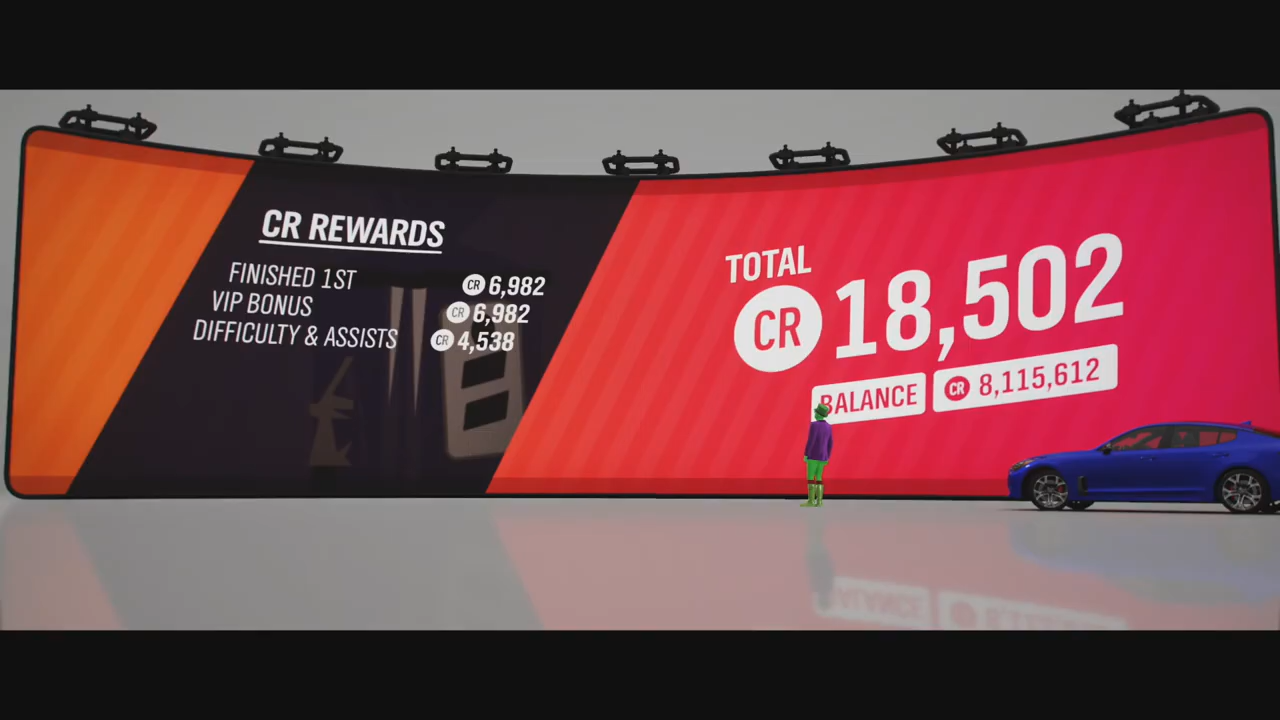 CR REWARDS
FINISHED 1ST CR 6,982
VIP BONUS CR 6,982
DIFFICULTY & ASSISTS CR 4,538
TOTAL
CR 18,502
BALANCE CR 8,115,612